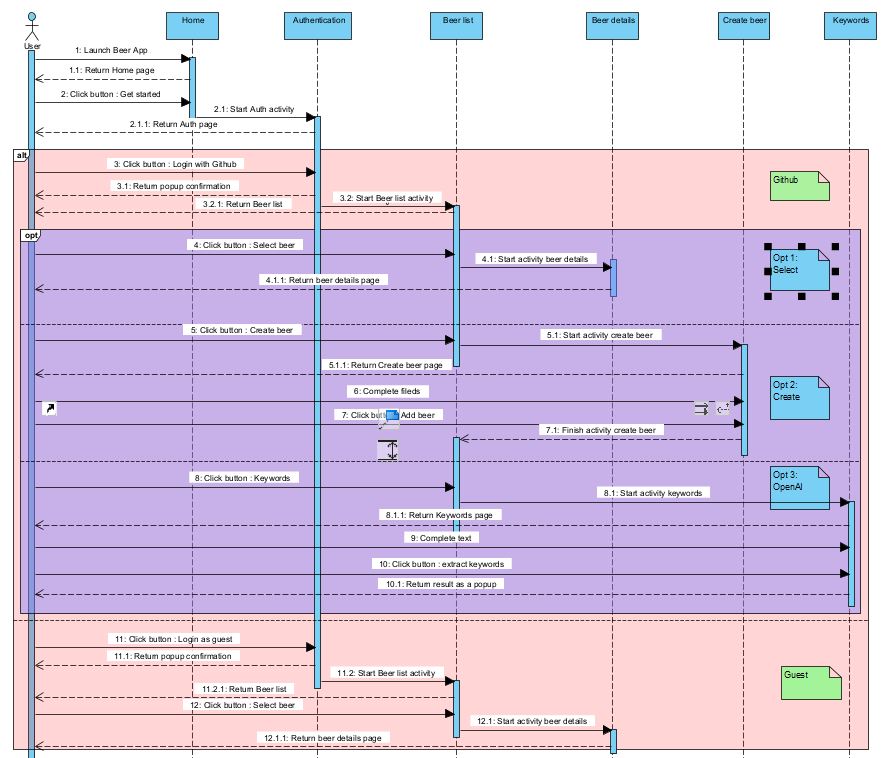 Home
Authentication
Beer list
Beer details
Create beer
Keywords
User
1: Launch Beer App
1.1: Return Home page
2: Click button : Get started
2.1: Start Auth activity
2.1.1: Return Auth page
alt
3: Click button : Login with Github
Github
3.1: Return popup confirmation
3.2: Start Beer list activity
3.2.1: Return Beer list
opt
4: Click button : Select beer
4.1: Start activity beer details
Opt 1:
Select
4.1.1: Return beer details page
5: Click button : Create beer
5.1: Start activity create beer
5.1.1: Return Create beer page
Opt 2:
Create
6: Complete fileds
7: Click Add beer
7.1: Finish activity create beer
Opt 3:
OpenAI
8: Click button : Keywords
8.1: Start activity keywords
8.1.1: Return Keywords page
9: Complete text
10: Click button : extract keywords
10.1: Return result as a popup
11: Click button : Login as guest
11.1: Return popup confirmation
Guest
11.2: Start Beer list activity
11.2.1: Return Beer list
12: Click button : Select beer
12.1: Start activity beer details
12.1.1: Return beer details page